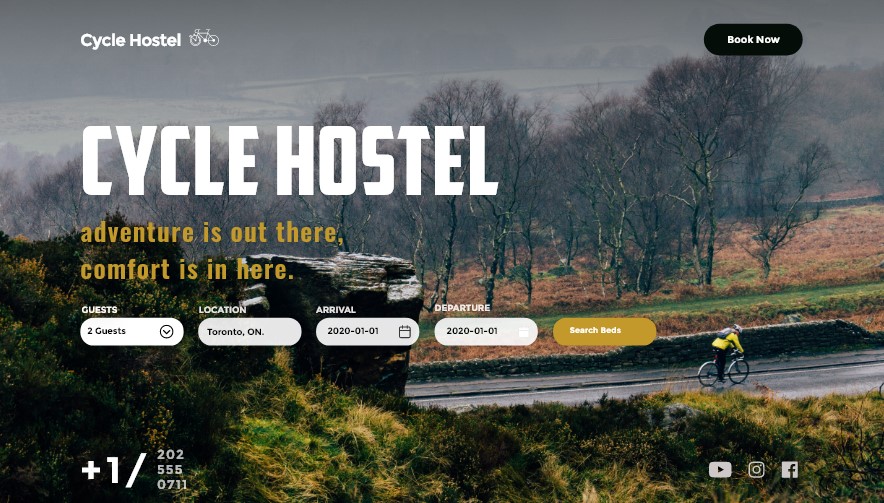 Cycle Hostel
Book Now
CYCLE HOSTEL
adventure is out there,
comfort is in here.
GUESTS
LOCATION
ARRIVAL
DEPARTURE
2 Guests
Toronto, ON.
2020-01-01
2020-01-01
Search Beds
+1/
202
555
0711